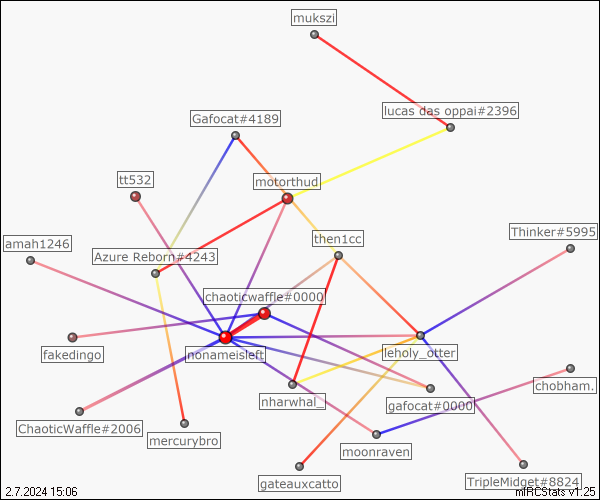 mukszi
lucas das oppai#2396
Gafocat#4189
tt532
motorthud
Thinker#5995
then1cc
amah1246
Azure Reborn#4243
chaoticwaffle#0000
fakedingo
nonameisleft
leholy_otter
chobham.
nharwhal_
gafocat#0000
ChaoticWaffle#2006
mercurybro
moonraven
gateauxcatto
TripleMidget#8824
2.7.2024 15:06
mIRCStats v1.25